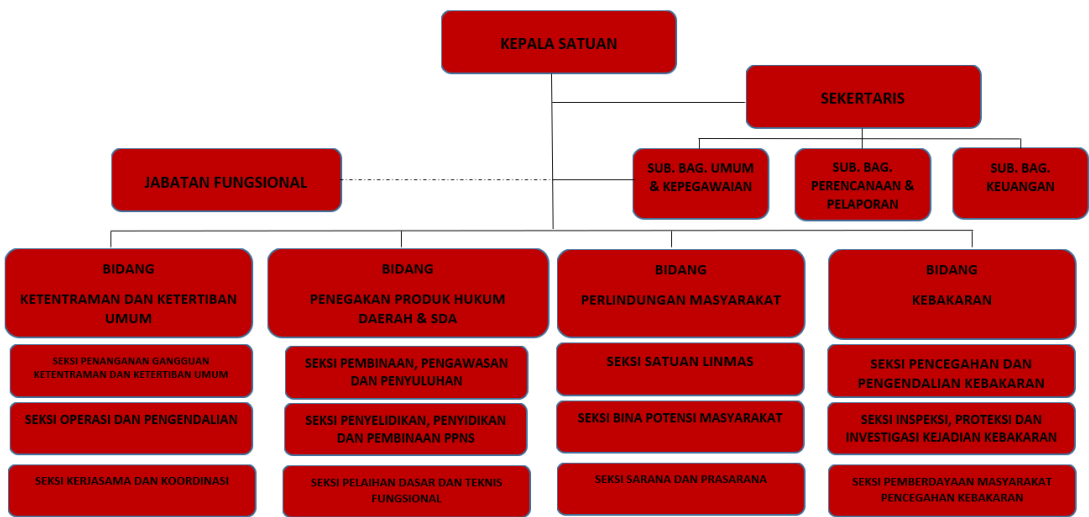 KEPALA SATUAN
SEKERTARIS
JABATAN FUNGSIONAL
SUB. BAG. UMUM
& KEPEGAWAIAN
SUB. BAG.
PERENCANAAN &
PELAPORAN
SUB. BAG.
KEUANGAN
BIDANG
KETENTRAMAN DAN KETERTIBAN
UMUM
BIDANG
PENEGAKAN PRODUK HUKUM
DAERAH & SDA
BIDANG
PERLINDUNGAN MASYARAKAT
BIDANG
KEBAKARAN
SEKSI PENANGANAN GANGGUAN
KETENTRAMAN DAN KETERTIBAN UMUM
SEKSI PEMBINAAN, PENGAWASAN
DAN PENYULUHAN
SEKSI SATUAN LINMAS
SEKSI PENCEGAHAN DAN
PENGENDALIAN KEBAKARAN
SEKSI OPERASI DAN PENGENDALIAN
SEKSI PENYELIDIKAN, PENYIDIKAN
DAN PEMBINAAN PPNS
SEKSI BINA POTENSI MASYARAKAT
SEKSI INSPEKSI, PROTEKSI DAN
INVESTIGASI KEJADIAN KEBAKARAN
SEKSI KERJASAMA DAN KOORDINASI
SEKSI PELAIHAN DASAR DAN TEKNIS
FUNGSIONAL
SEKSI SARANA DAN PRASARANA
SEKSI PEMBERDAYAAN MASYARAKAT
PENCEGAHAN KEBAKARAN